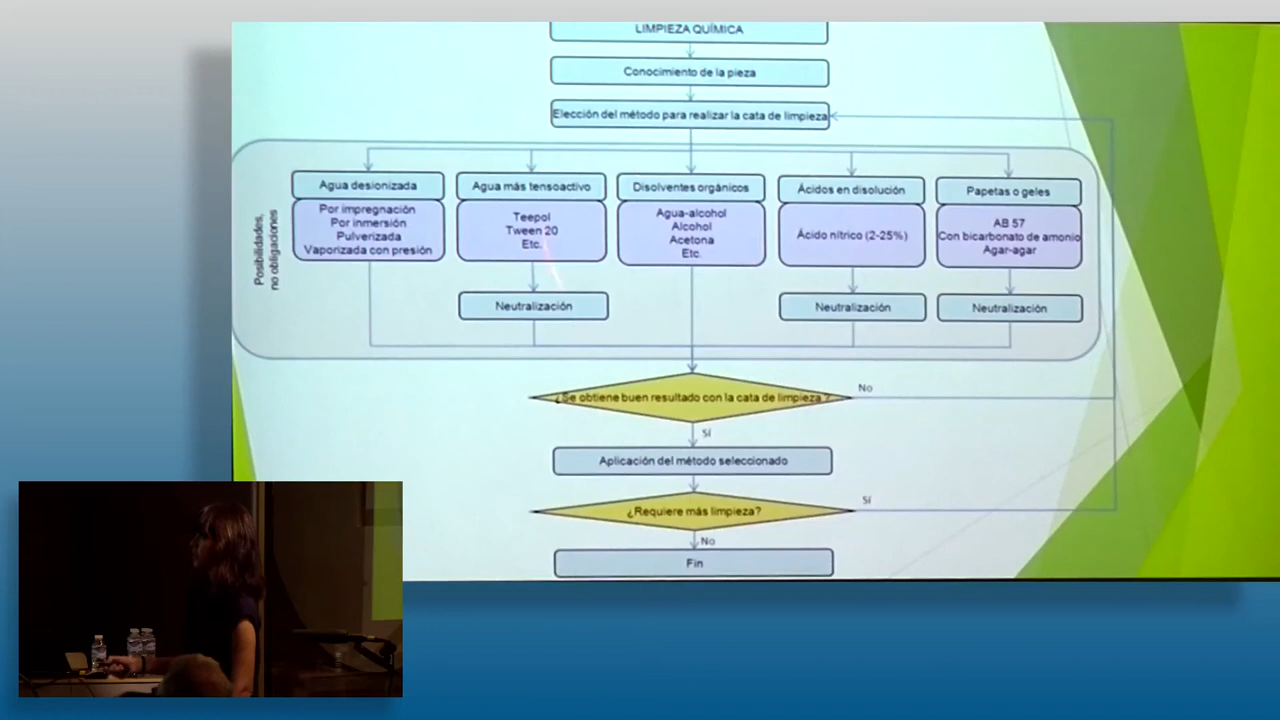 LIMPIEZA QUÍMICA
Conocimiento de la pieza
Elección del método para realizar la cata de limpieza
Posibilidades,
no obligaciones
Agua desionizada
Por impregnación
Por inmersión
Pulverizada
Vaporizada con presión
Agua más tensoactivo
Teepol
Tween 20
Etc.
Neutralización
Disolventes orgánicos
Agua-alcohol
Alcohol
Acetona
Etc.
Ácidos en disolución
Ácido nítrico (2-25%)
Neutralización
Papetas o geles
AB 57
Con bicarbonato de amonio
Agar-agar
Neutralización
¿Se obtiene buen resultado con la cata de limpieza ?
No
Sí
Aplicación del método seleccionado
¿Requiere más limpieza?
Sí
No
Fin